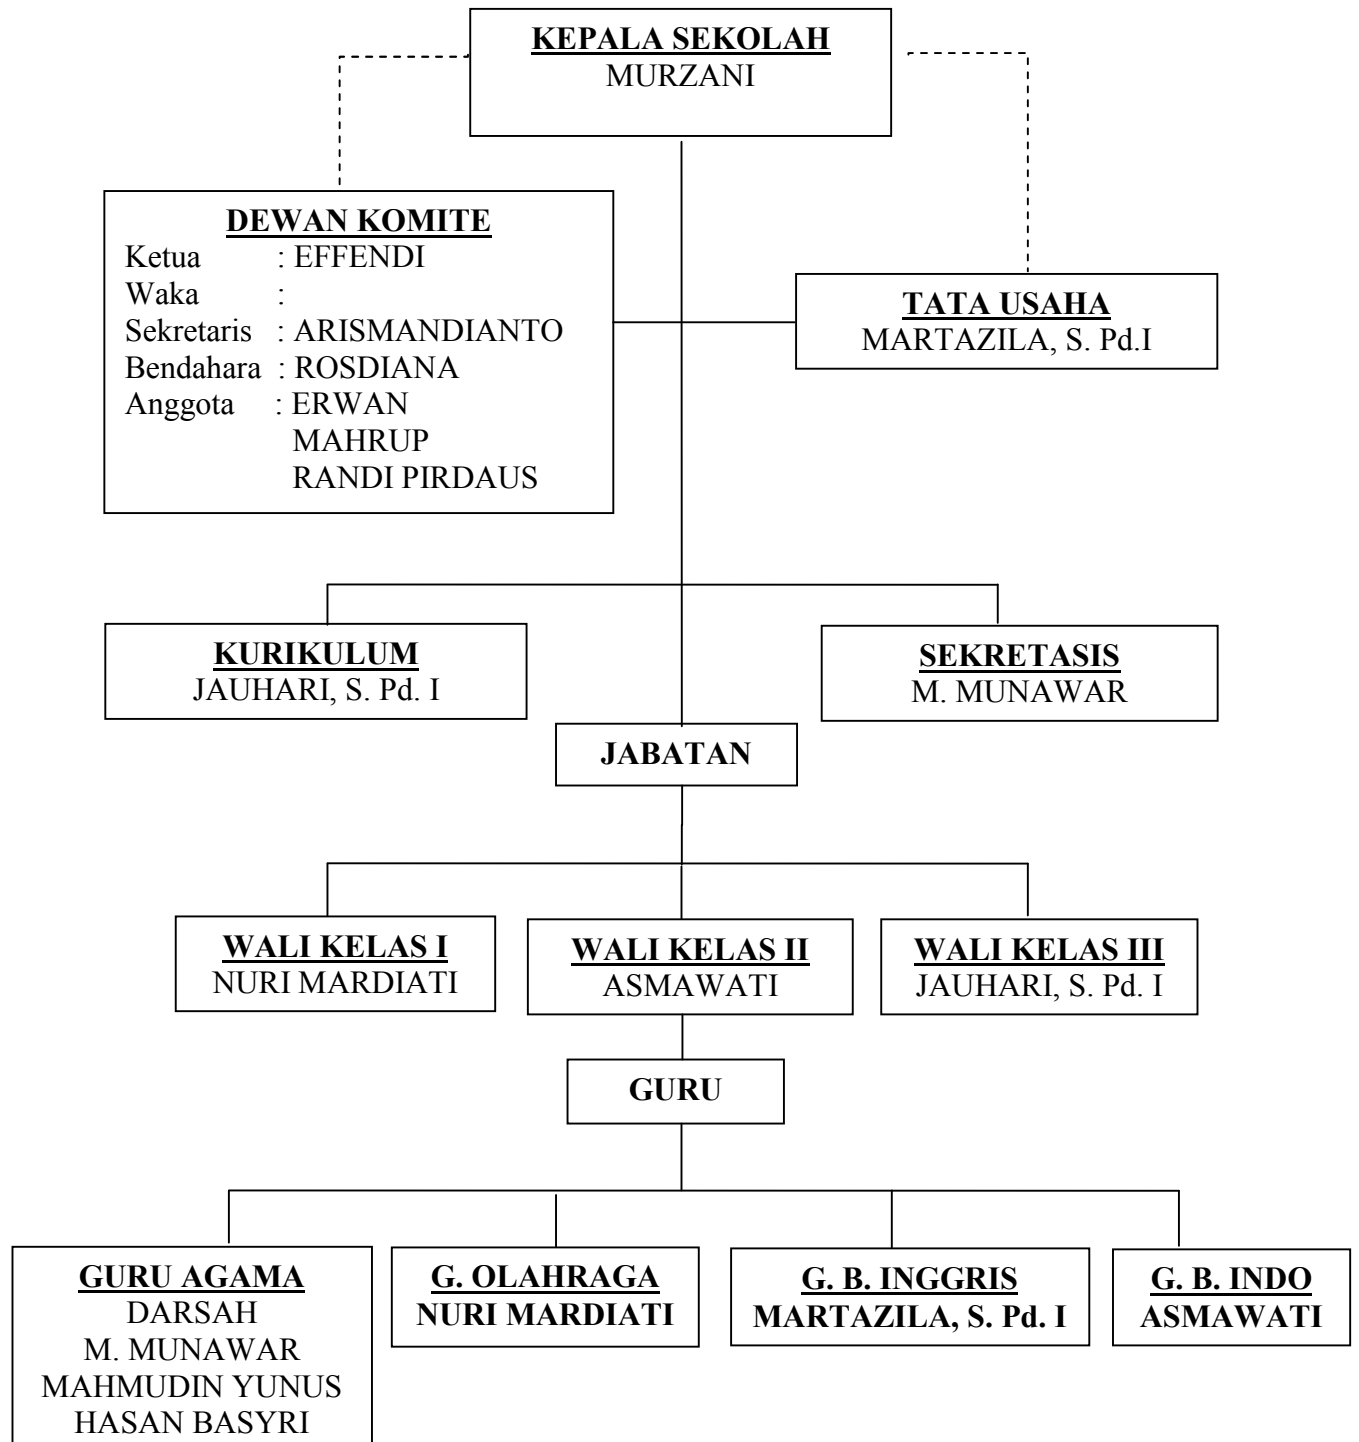 KEPALA SEKOLAH
MURZANI
DEWAN KOMITE
Ketua : EFFENDI
Waka :
Sekretaris : ARISMANDIANTO
Bendahara : ROSDIANA
Anggota : ERWAN
MAHRUP
RANDI PIRDAUS
TATA USAHA
MARTAZILA, S. Pd.I
KURIKULUM
JAUHARI, S. Pd. I
SEKRETASIS
M. MUNAWAR
JABATAN
WALI KELAS I
NURI MARDIATI
WALI KELAS II
ASMAWATI
WALI KELAS III
JAUHARI, S. Pd. I
GURU
GURU AGAMA
DARSAH
M. MUNAWAR
MAHMUDIN YUNUS
HASAN BASYRI
G. OLAHRAGA
NURI MARDIATI
G. B. INGGRIS
MARTAZILA, S. Pd. I
G. B. INDO
ASMAWATI